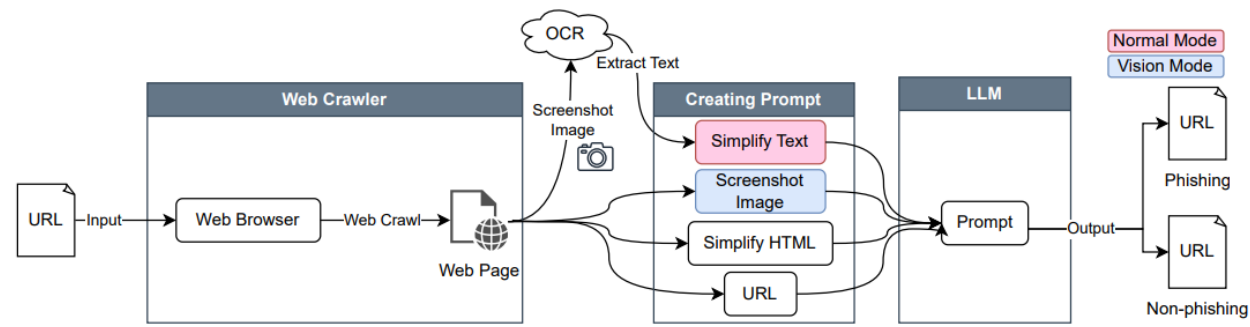 OCR
Extract Text
Normal Mode
Vision Mode
Web Crawler
Creating Prompt
LLM
Screenshot
Image
Simplify Text
Screenshot
Image
URL
Input
Web Browser
Web Crawl
Web Page
Simplify HTML
URL
Prompt
Output
URL
Phishing
URL
Non-phishing